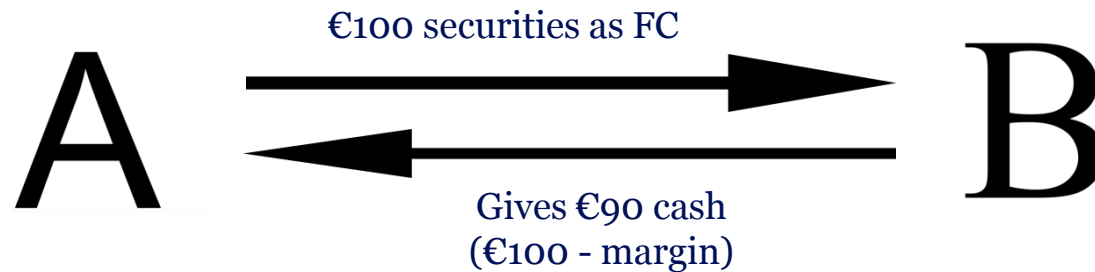 €100 securities as FC
A
B
Gives €90 cash
(€100 - margin)